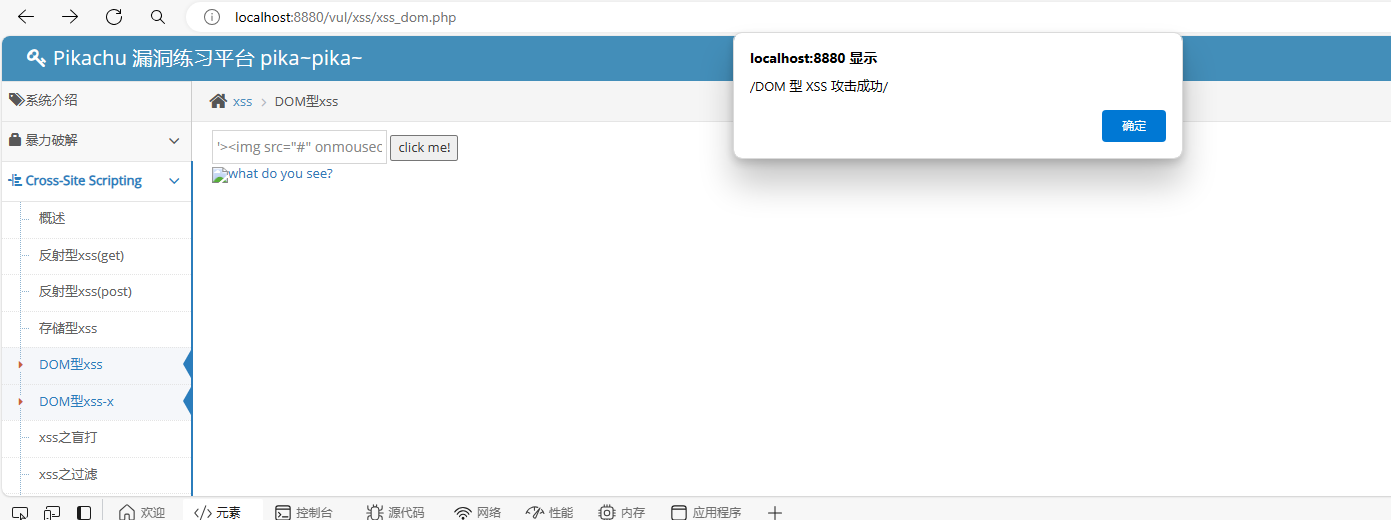 localhost:8880/vul/xss/xss_dom.php
Pikachu 漏洞练习平台 pika~pika~
localhost:8880 显示
/DOM 型 XSS 攻击成功/
确定
系统介绍
xss › DOM型xss
暴力破解
'><img src="#" onmousec
click me!
what do you see?
Cross-Site Scripting
概述
反射型xss(get)
反射型xss(post)
存储型xss
DOM型xss
DOM型xss-x
xss之盲打
xss之过滤
欢迎 </> 元素 控制台 源代码 网络 性能 内存 应用程序